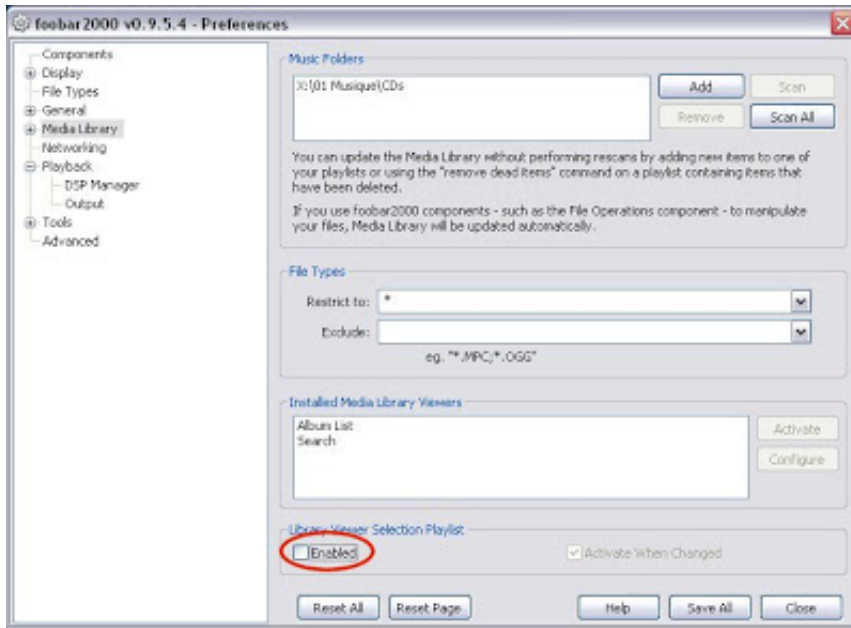 foobar2000 v0.9.5.4 - Preferences
Components
Display
File Types
General
Media Library
Networking
Playback
DSP Manager
Output
Tools
Advanced
Music Folders
X:\01 Musique\CDs
Add
Scan
Remove
Scan All
You can update the Media Library without performing rescans by adding new items to one of
your playlists or using the "remove dead items" command on a playlist containing items that
have been deleted.
If you use foobar2000 components - such as the File Operations component - to manipulate
your files, Media Library will be updated automatically.
File Types
Restrict to: *
Exclude:
eg. "*.MPC;*.OGG"
Installed Media Library Viewers
Album List
Search
Activate
Configure
Library Viewer Selection Playlist
Enabled
Activate When Changed
Reset All
Reset Page
Help
Save All
Close